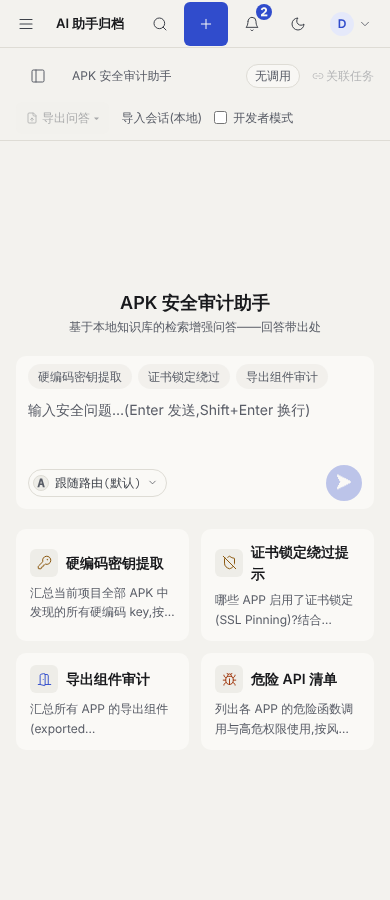 AI 助手归档
2
D
APK 安全审计助手
无调用
关联任务
导出问答
导入会话(本地)
开发者模式
APK 安全审计助手
基于本地知识库的检索增强问答——回答带出处
硬编码密钥提取
证书锁定绕过
导出组件审计
输入安全问题…(Enter 发送,Shift+Enter 换行)
A 跟随路由(默认)
硬编码密钥提取
汇总当前项目全部 APK 中
发现的所有硬编码 key,按…
证书锁定绕过提
示
哪些 APP 启用了证书锁定
(SSL Pinning)?结合…
导出组件审计
汇总所有 APP 的导出组件
(exported…
危险 API 清单
列出各 APP 的危险函数调
用与高危权限使用,按风…